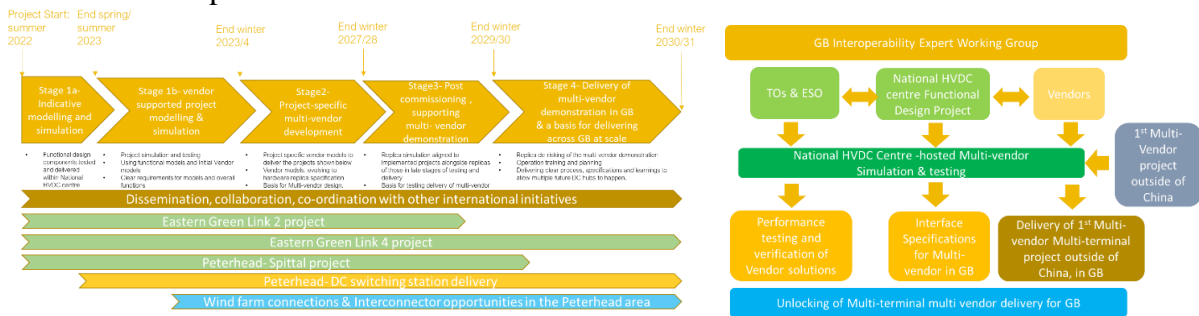 Project Start:
summer
2022
End spring/
summer
2023
End winter
2023/4
End winter
2027/28
End winter
2029/30
End winter
2030/31
Stage 1a-
Indicative
modelling and
simulation
Stage 1b- vendor
supported project
modelling &
simulation
Stage2-
Project-specific
multi-vendor
development
Stage3- Post
commissioning ,
supporting
multi- vendor
demonstration
Stage 4- Delivery of
multi-vendor
demonstration in GB
& a basis for delivering
across GB at scale
• Functional design
components tested
and delivered
within National
HVDC centre
• Project simulation and testing
• Using functional models and Initial Vendor
models
• Clear requirements for models and overall
functions
• Project specific vendor models to
deliver the projects shown below
• Vendor models, evolving to
hardware replica specification
• Basis for Multi-vendor design.
• Replica simulation aligned to
implemented projects alongside replicas
of those in late stages of testing and
delivery
• Basis for testing delivery of multi-vendor
• Replica de risking of the multi-vendor demonstration
• Operation training and planning
• Delivering clear process, specifications and learnings to
allow multiple future DC hubs to happen.
Dissemination, collaboration, co-ordination with other international initiatives
Eastern Green Link 2 project
Eastern Green Link 4 project
Peterhead- Spittal project
Peterhead- DC switching station delivery
Wind farm connections & Interconnector opportunities in the Peterhead area
GB Interoperability Expert Working Group
TOs & ESO
National HVDC
centre Functional
Design Project
Vendors
National HVDC Centre -hosted Multi-vendor
Simulation & testing
1st Multi-
Vendor
project
outside of
China
Performance
testing and
verification of
Vendor solutions
Interface
Specifications
for Multi-
vendor in GB
Delivery of 1st Multi-
vendor Multi-terminal
project outside of
China, in GB
Unlocking of Multi-terminal multi vendor delivery for GB